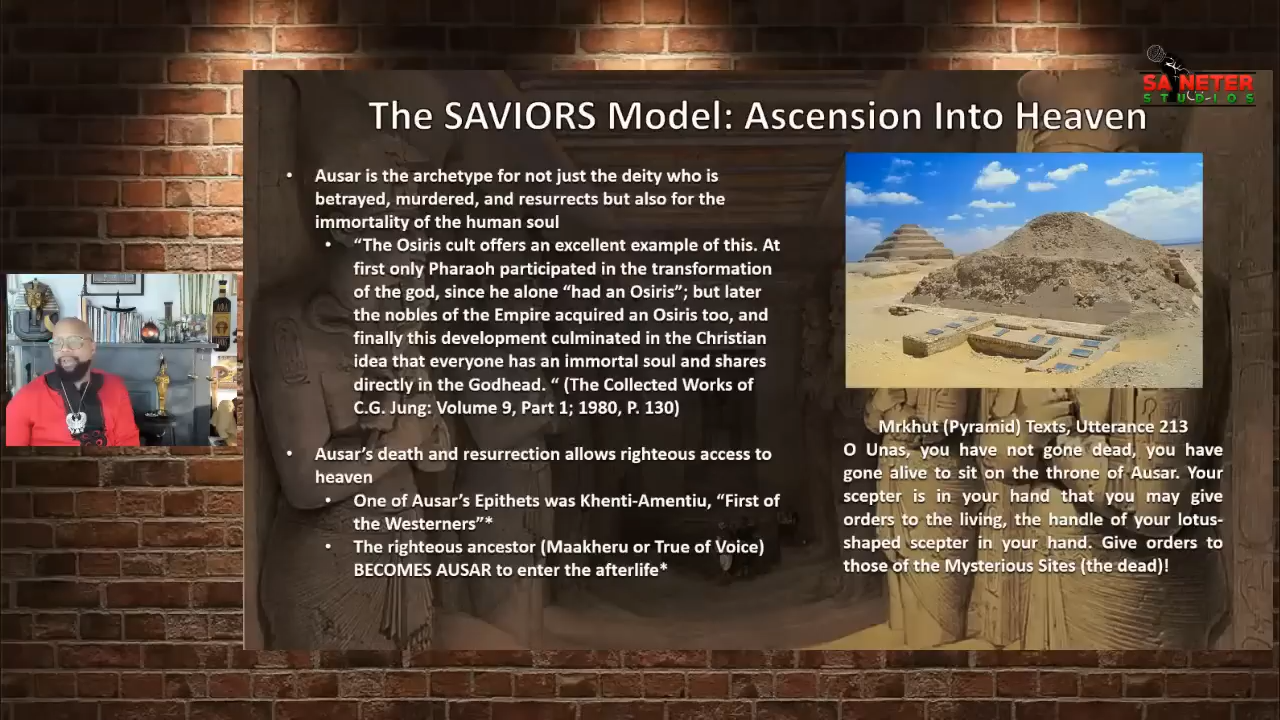 SA NETER
STUDIOS
The SAVIORS Model: Ascension Into Heaven
• Ausar is the archetype for not just the deity who is
betrayed, murdered, and resurrects but also for the
immortality of the human soul
• “The Osiris cult offers an excellent example of this. At
first only Pharaoh participated in the transformation
of the god, since he alone “had an Osiris”; but later
the nobles of the Empire acquired an Osiris too, and
finally this development culminated in the Christian
idea that everyone has an immortal soul and shares
directly in the Godhead. “ (The Collected Works of
C.G. Jung: Volume 9, Part 1; 1980, P. 130)
• Ausar’s death and resurrection allows righteous access to
heaven
• One of Ausar’s Epithets was Khenti-Amentiu, “First of
the Westerners”*
• The righteous ancestor (Maakheru or True of Voice)
BECOMES AUSAR to enter the afterlife*
Mrkhut (Pyramid) Texts, Utterance 213
O Unas, you have not gone dead, you have
gone alive to sit on the throne of Ausar. Your
scepter is in your hand that you may give
orders to the living, the handle of your lotus-
shaped scepter in your hand. Give orders to
those of the Mysterious Sites (the dead)!